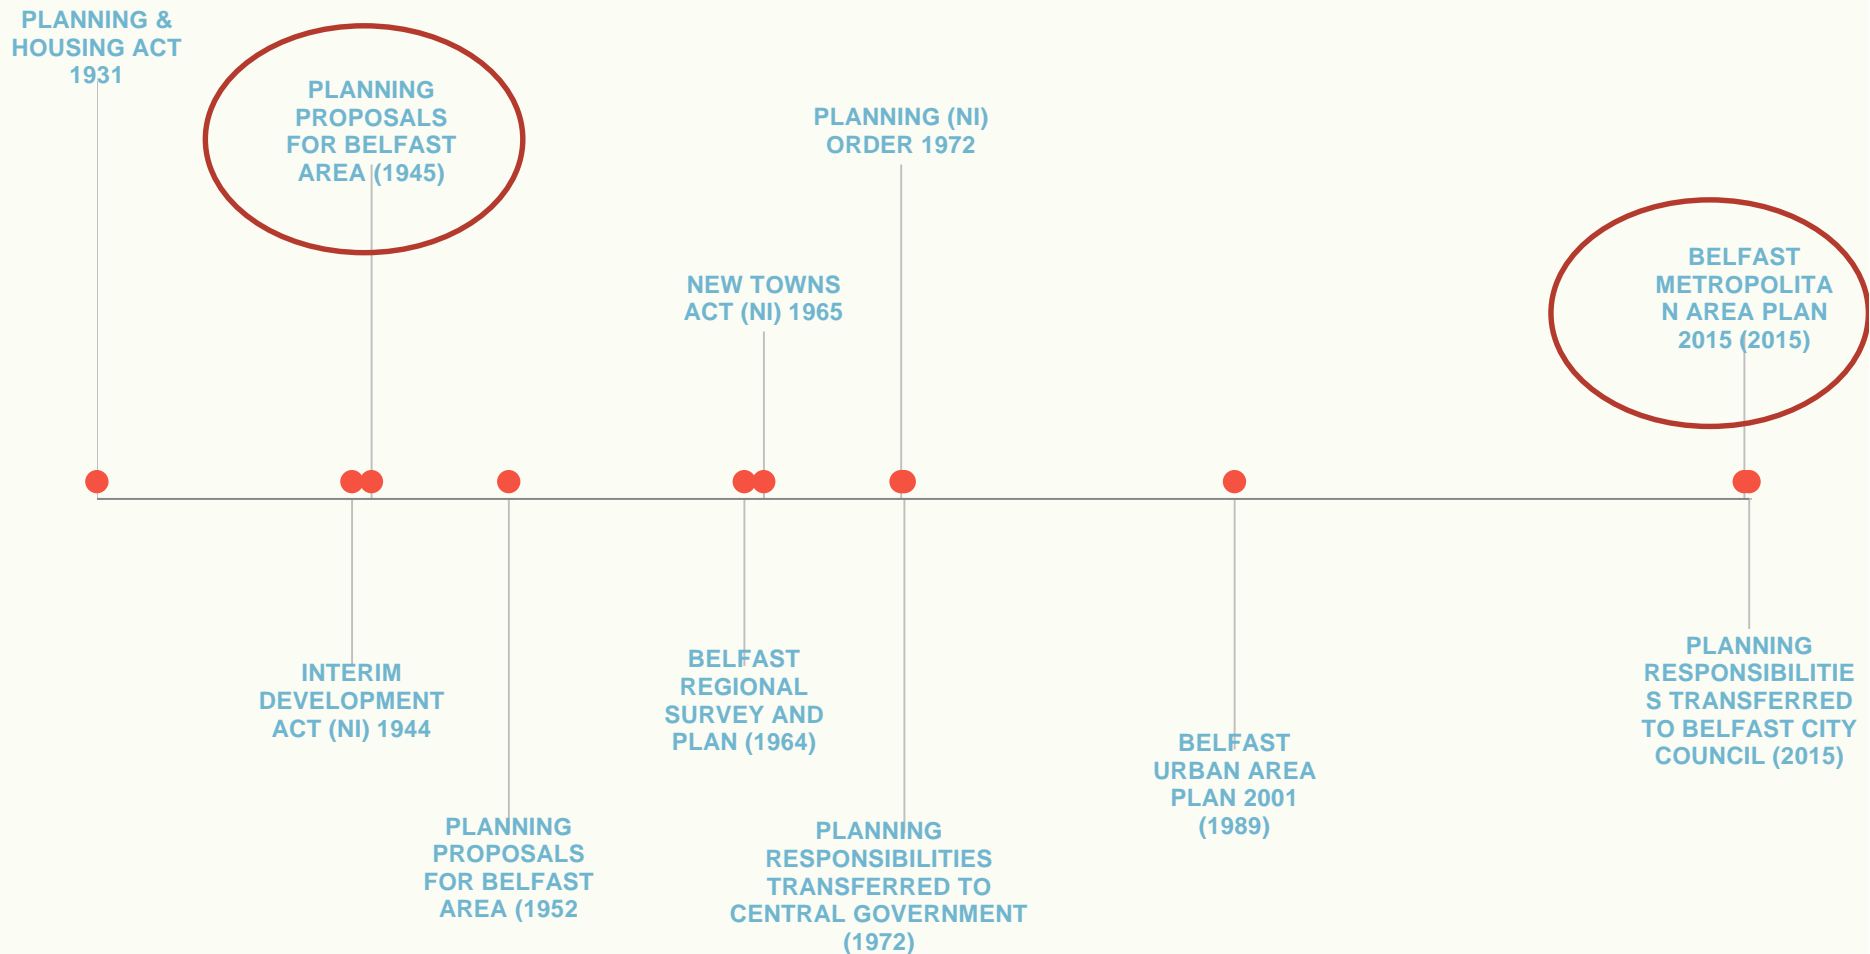 PLANNING &
HOUSING ACT
1931
PLANNING
PROPOSALS
FOR BELFAST
AREA (1945)
PLANNING (NI)
ORDER 1972
NEW TOWNS
ACT (NI) 1965
BELFAST
METROPOLITA
N AREA PLAN
2015 (2015)
INTERIM
DEVELOPMENT
ACT (NI) 1944
BELFAST
REGIONAL
SURVEY AND
PLAN (1964)
PLANNING
RESPONSIBILITIE
S TRANSFERRED
TO BELFAST CITY
COUNCIL (2015)
BELFAST
URBAN AREA
PLAN 2001
(1989)
PLANNING
PROPOSALS
FOR BELFAST
AREA (1952
PLANNING
RESPONSIBILITIES
TRANSFERRED TO
CENTRAL GOVERNMENT
(1972)